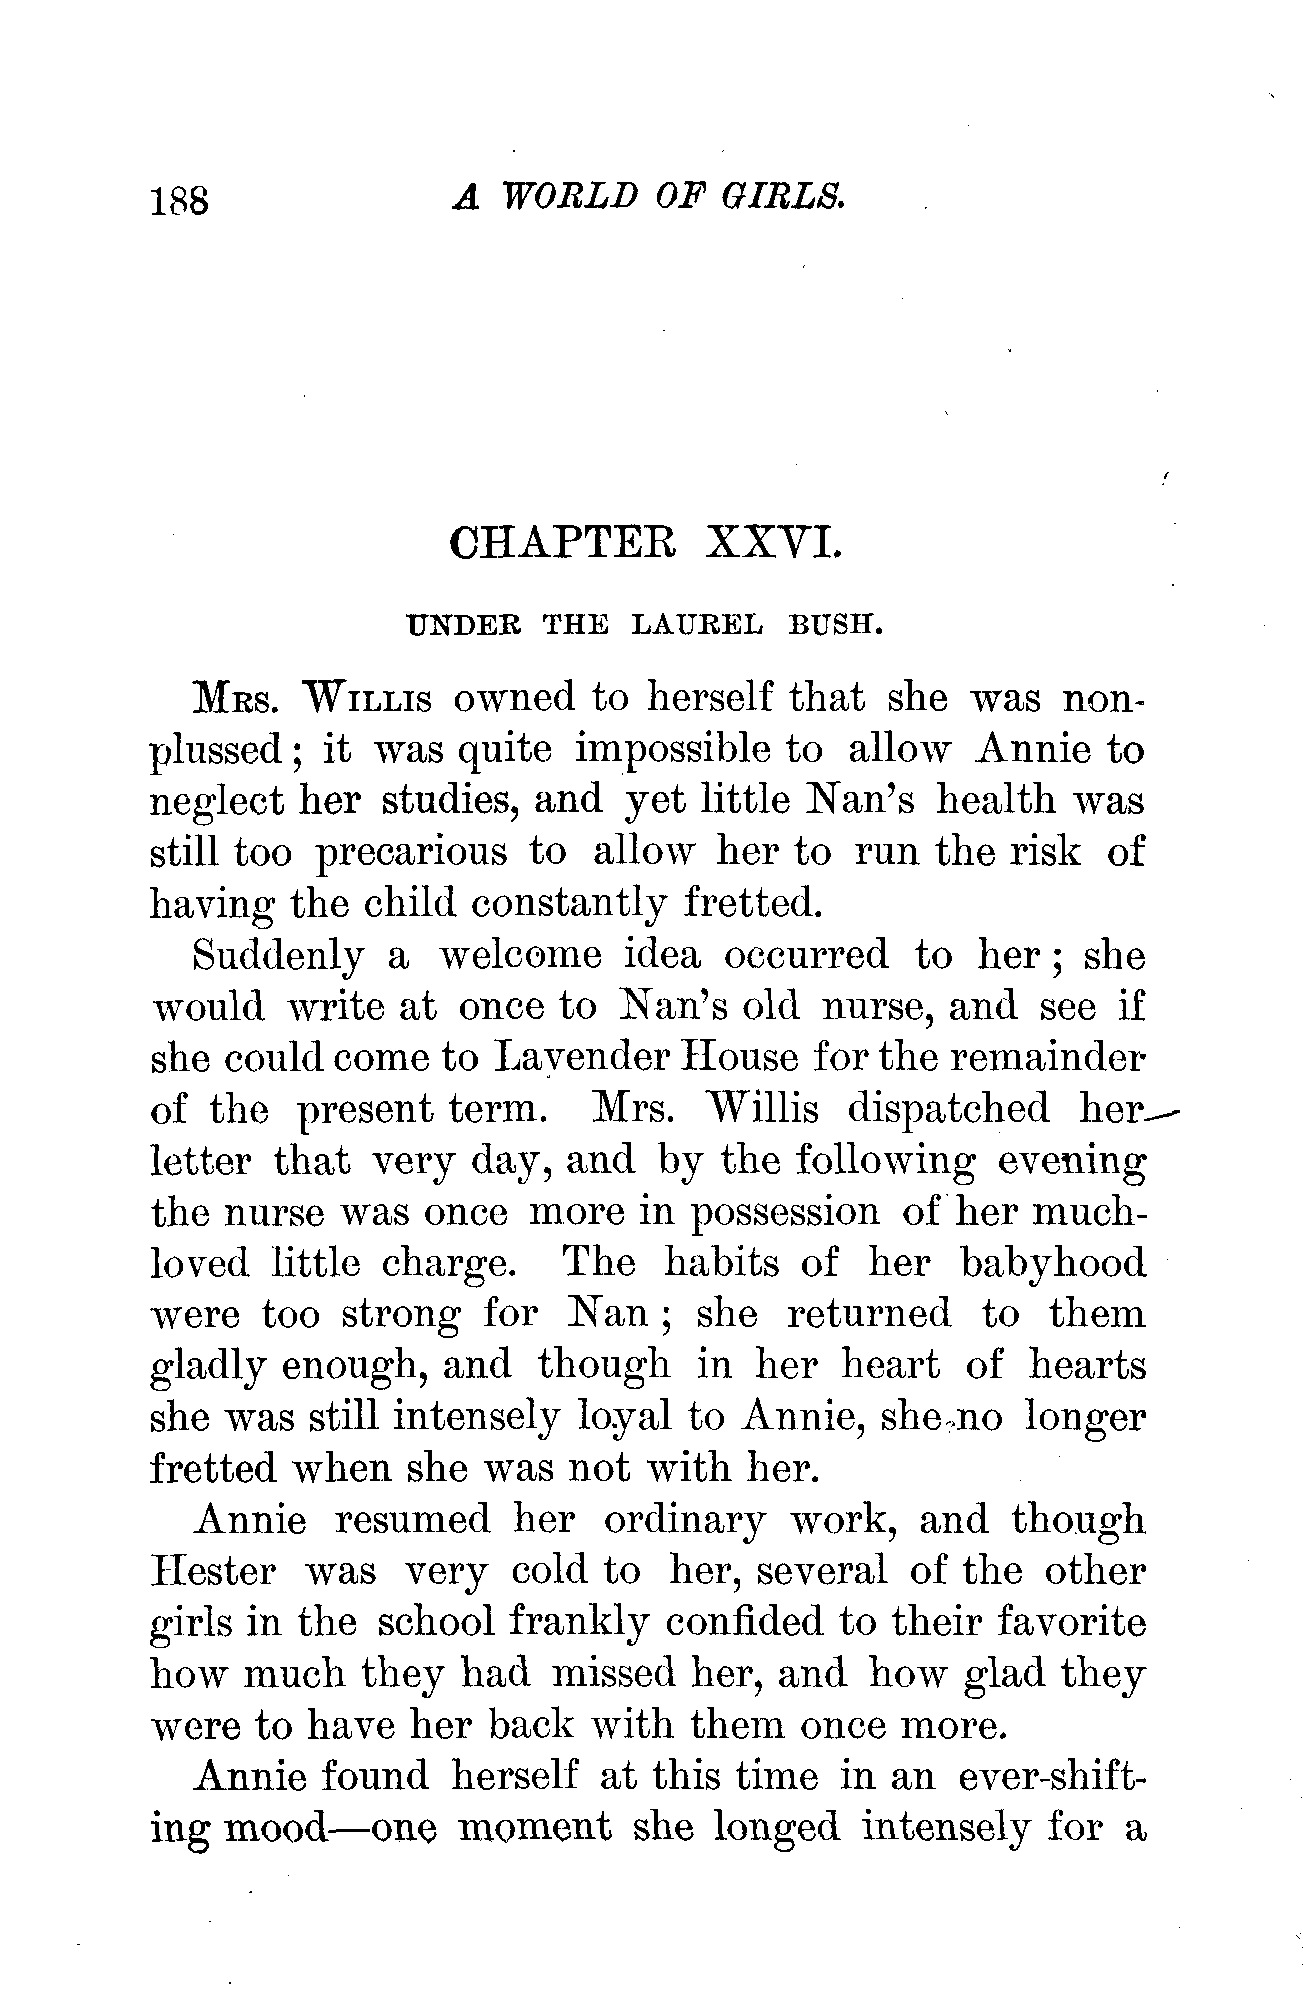 188 A WORLD OF GIRLS.
CHAPTER XXVI.
UNDER THE LAUREL BUSH.
MRS. WILLIS owned to herself that she was non-
plussed; it was quite impossible to allow Annie to
neglect her studies, and yet little Nan's health was
still too precarious to allow her to run the risk of
having the child constantly fretted.
Suddenly a welcome idea occurred to her; she
would write at once to Nan's old nurse, and see if
she could come to Lavender House for the remainder
of the present term. Mrs. Willis dispatched her
letter that very day, and by the following evening
the nurse was once more in possession of her much-
loved little charge. The habits of her babyhood
were too strong for Nan; she returned to them
gladly enough, and though in her heart of hearts
she was still intensely loyal to Annie, she no longer
fretted when she was not with her.
Annie resumed her ordinary work, and though
Hester was very cold to her, several of the other
girls in the school frankly confided to their favorite
how much they had missed her, and how glad they
were to have her back with them once more.
Annie found herself at this time in an ever-shift-
ing mood—one moment she longed intensely for a